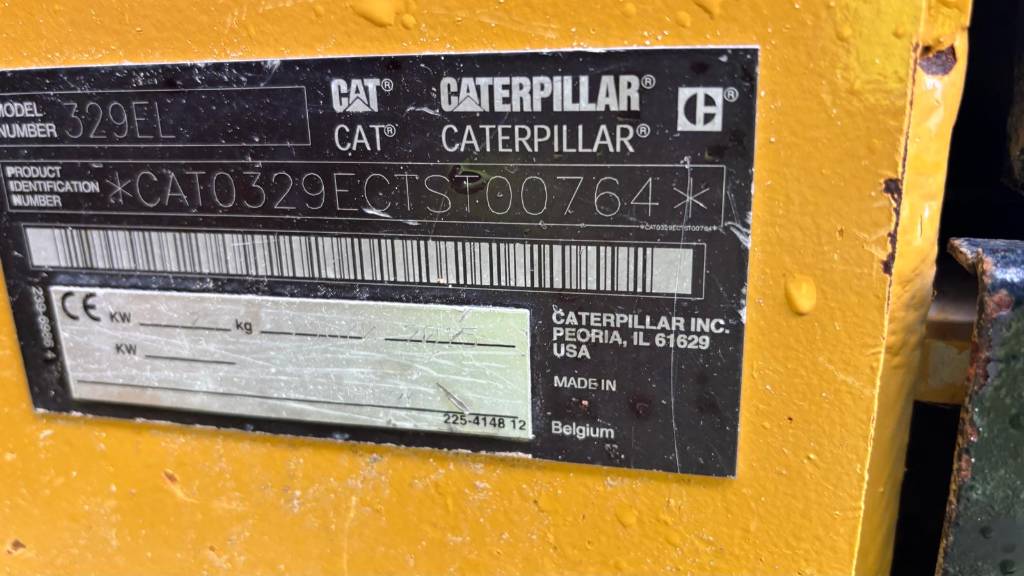 CAT® CATERPILLAR®
MODEL NUMBER 329EL
CAT® CATERPILLAR®
PRODUCT IDENTIFICATION NUMBER *CAT0329ECTST00764*
*CAT0329ECTST00764*
CE KW kg
KW
225-4148 12
CATERPILLAR INC.
PEORIA, IL 61629
USA
MADE IN
Belgium